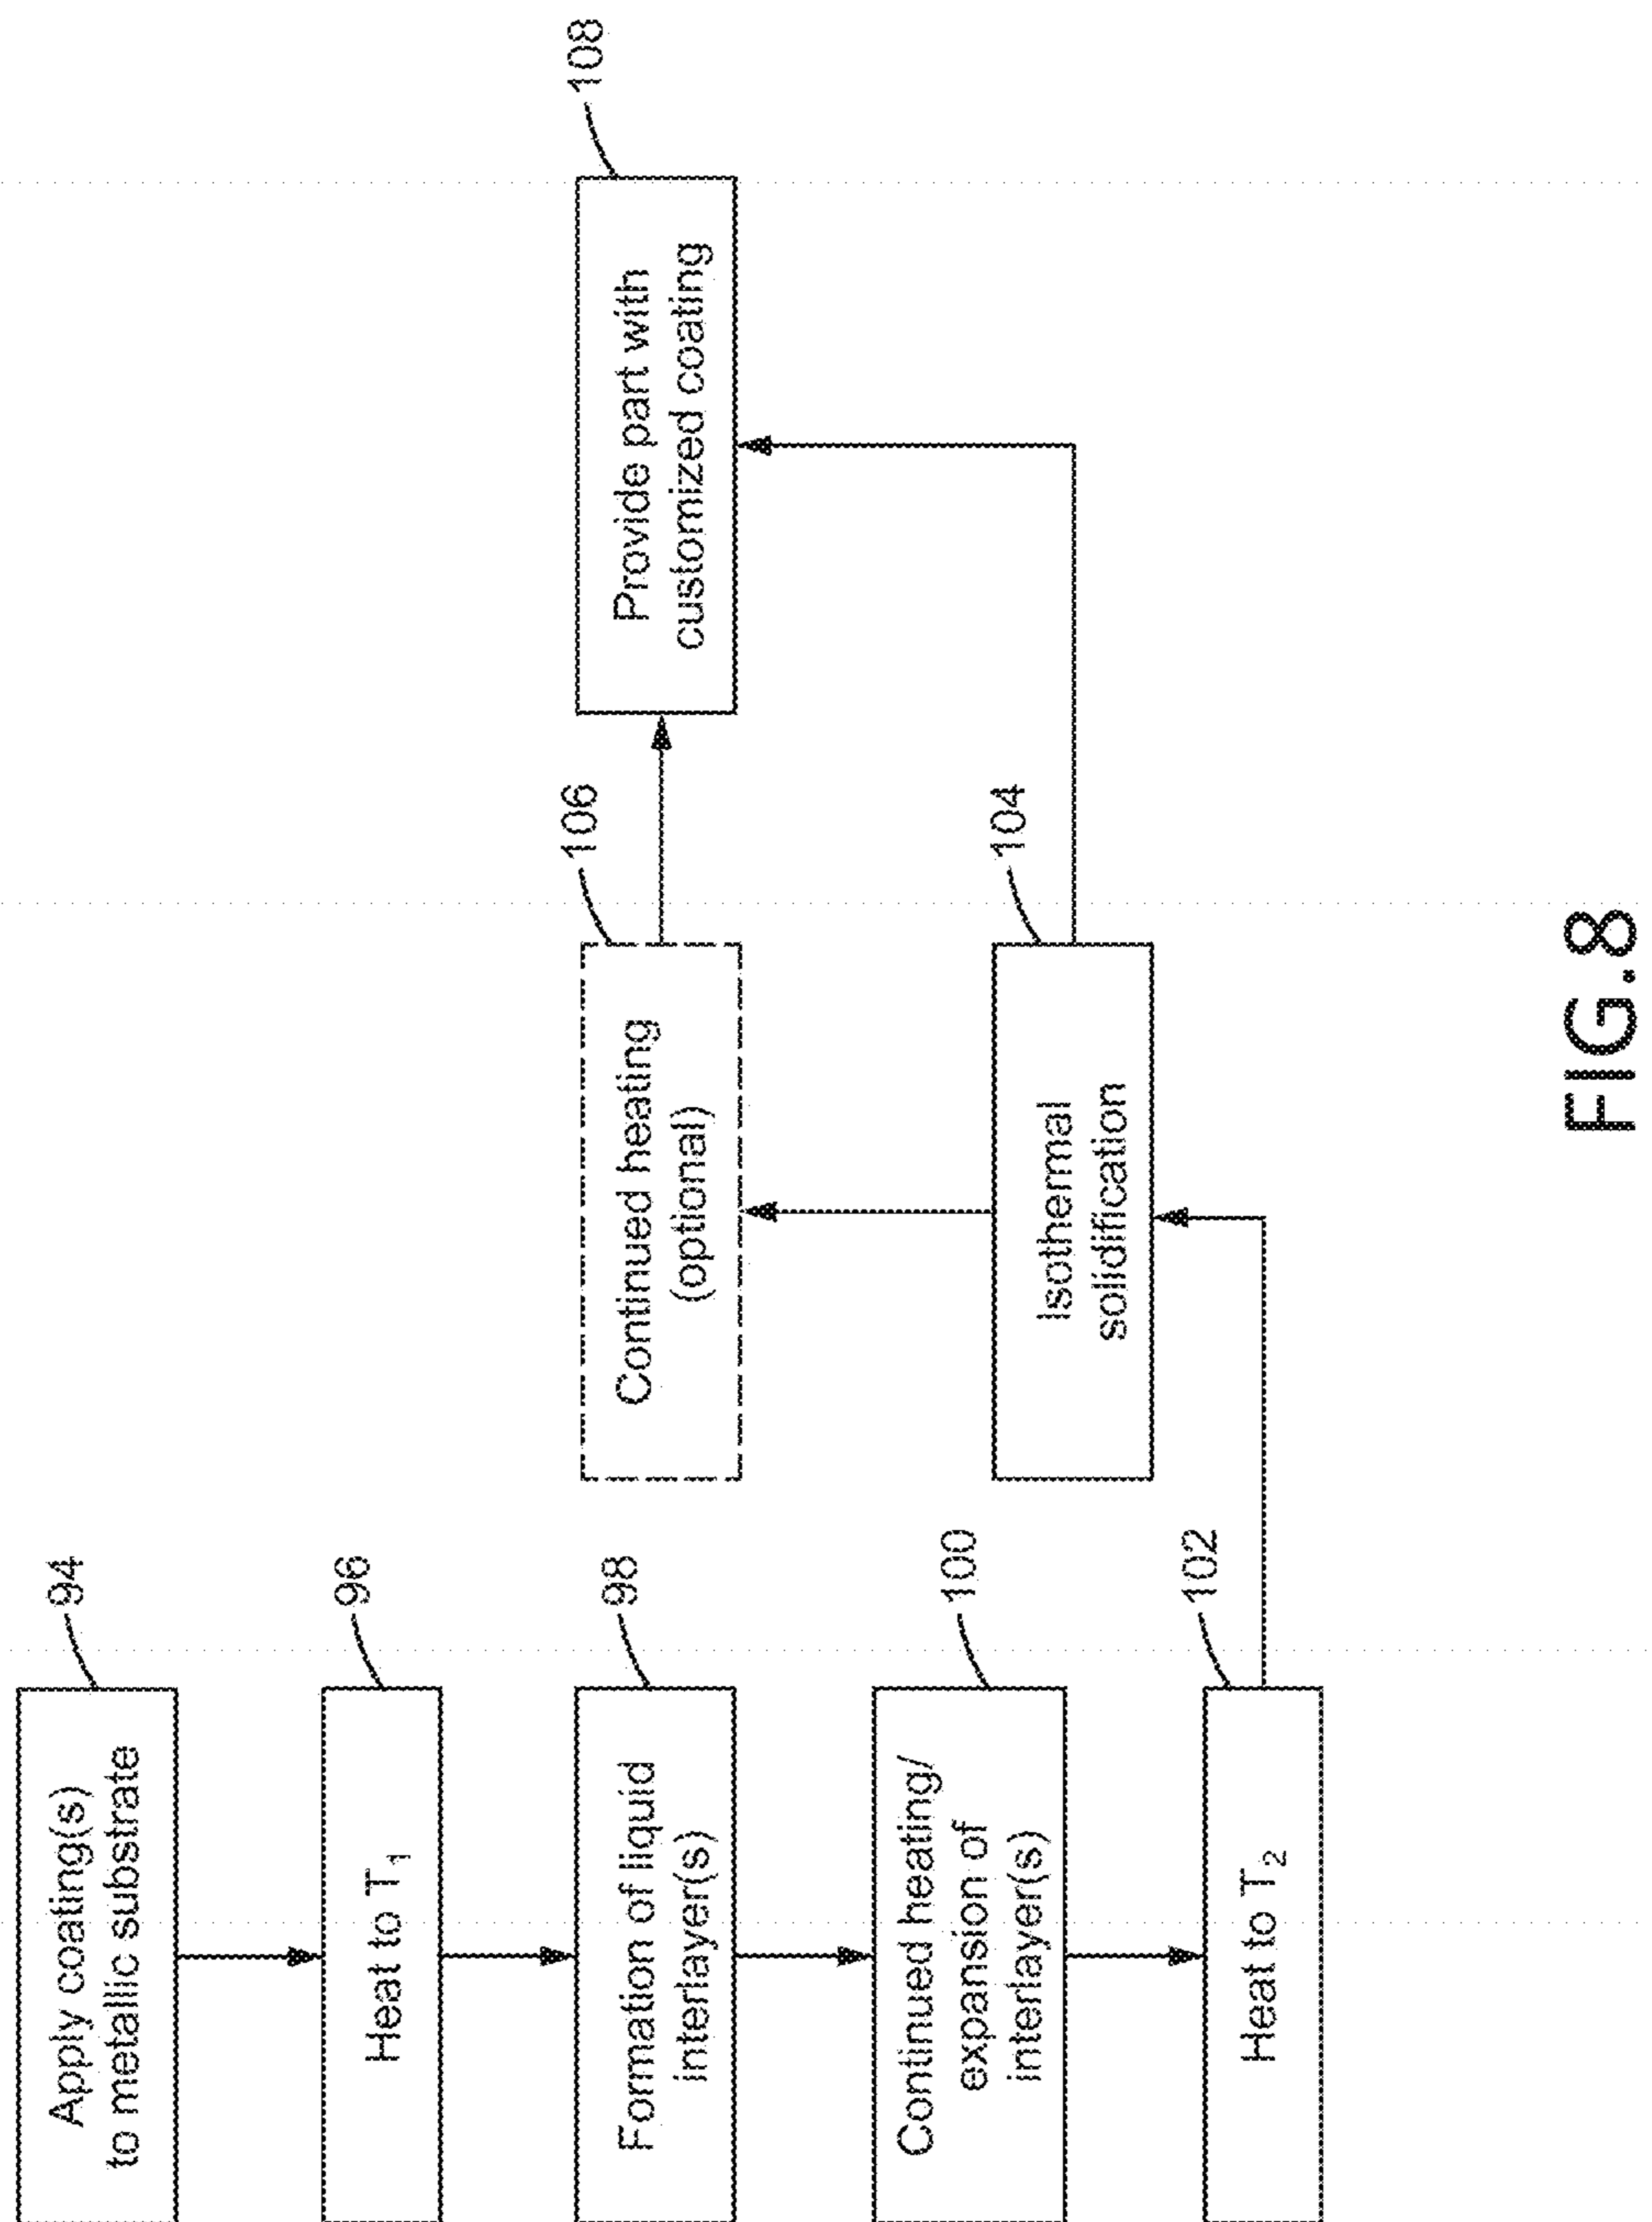 94
Apply coating(s)
to metallic substrate
96
Heat to T₁
98
Formation of liquid
interlayer(s)
100
Continued heating/
expansion of
interlayer(s)
102
Heat to T₂
104
Isothermal
solidification
106
Continued heating
(optional)
108
Provide part with
customized coating
FIG.8